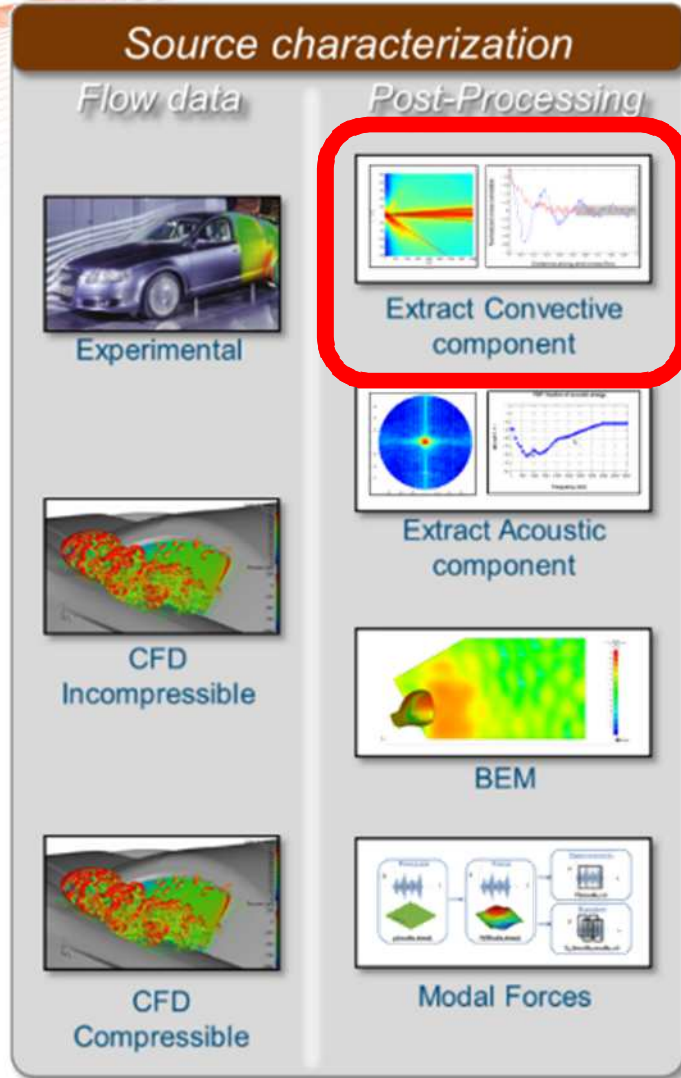 Source characterization
Flow data
Post-Processing
Experimental
Extract Convective
component
Extract Acoustic
component
CFD
Incompressible
BEM
CFD
Compressible
Modal Forces